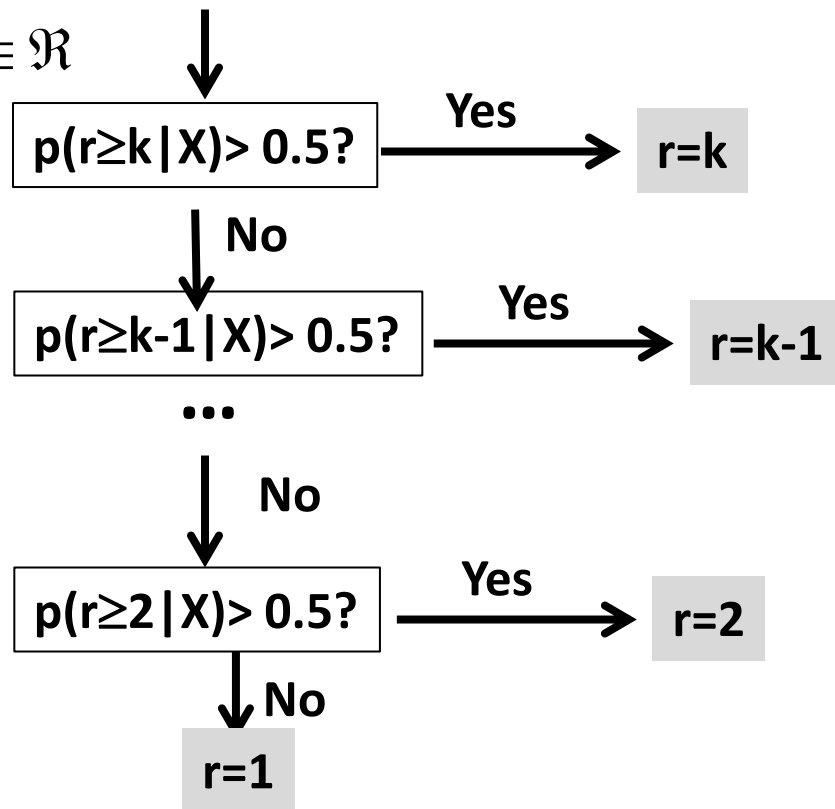 ≡ ℜ
p(r≥k|X)> 0.5?
Yes
r=k
No
p(r≥k-1|X)> 0.5?
Yes
r=k-1
...
No
p(r≥2|X)> 0.5?
Yes
r=2
No
r=1